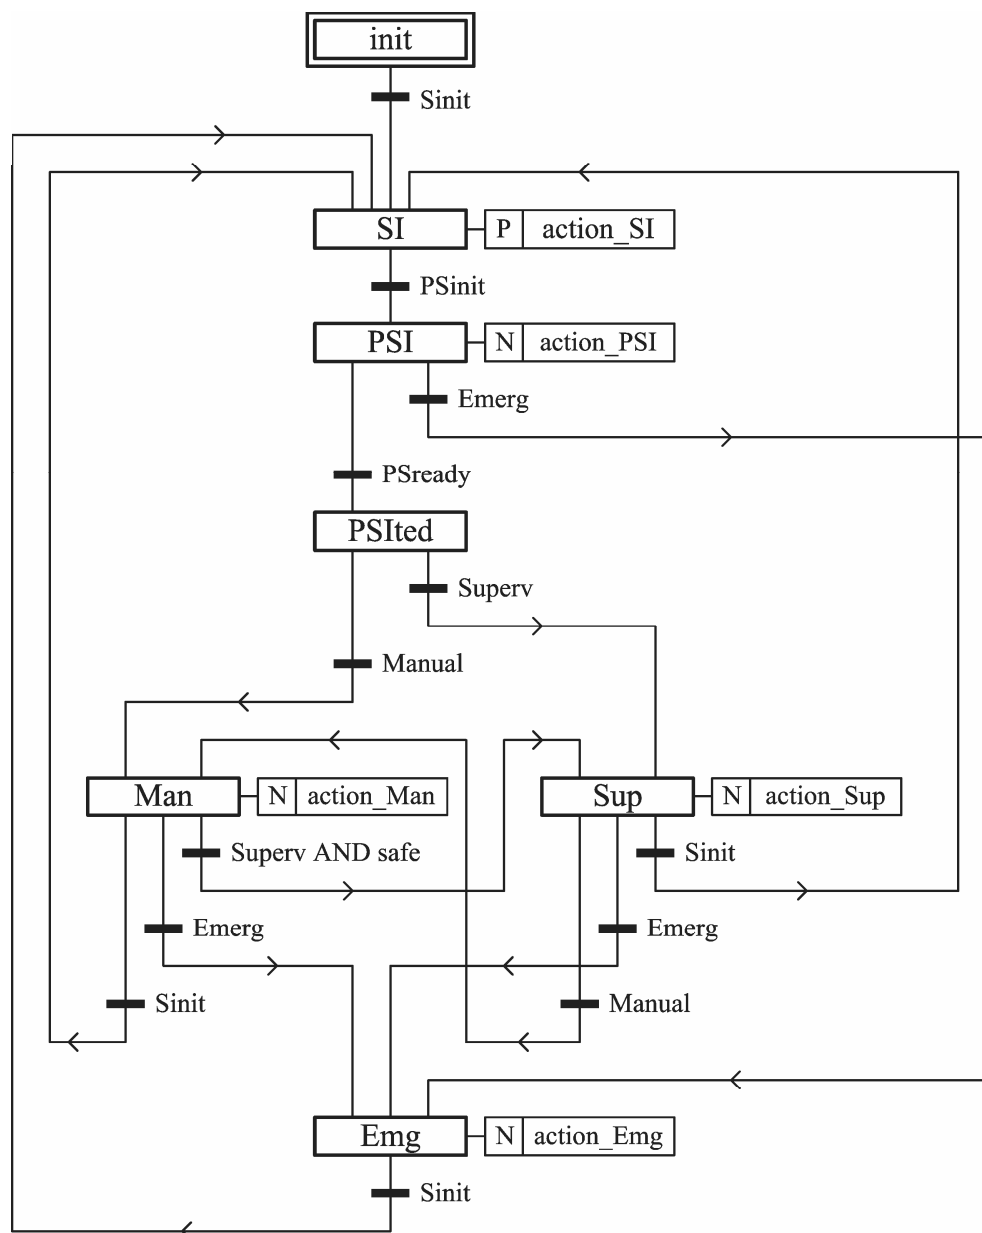 init
Sinit
SI P action_SI
PSinit
PSI N action_PSI
Emerg
PSready
PSIted
Superv
Manual
Man N action_Man Sup N action_Sup
Superv AND safe Sinit
Emerg Emerg
Sinit Manual
Emg N action_Emg
Sinit